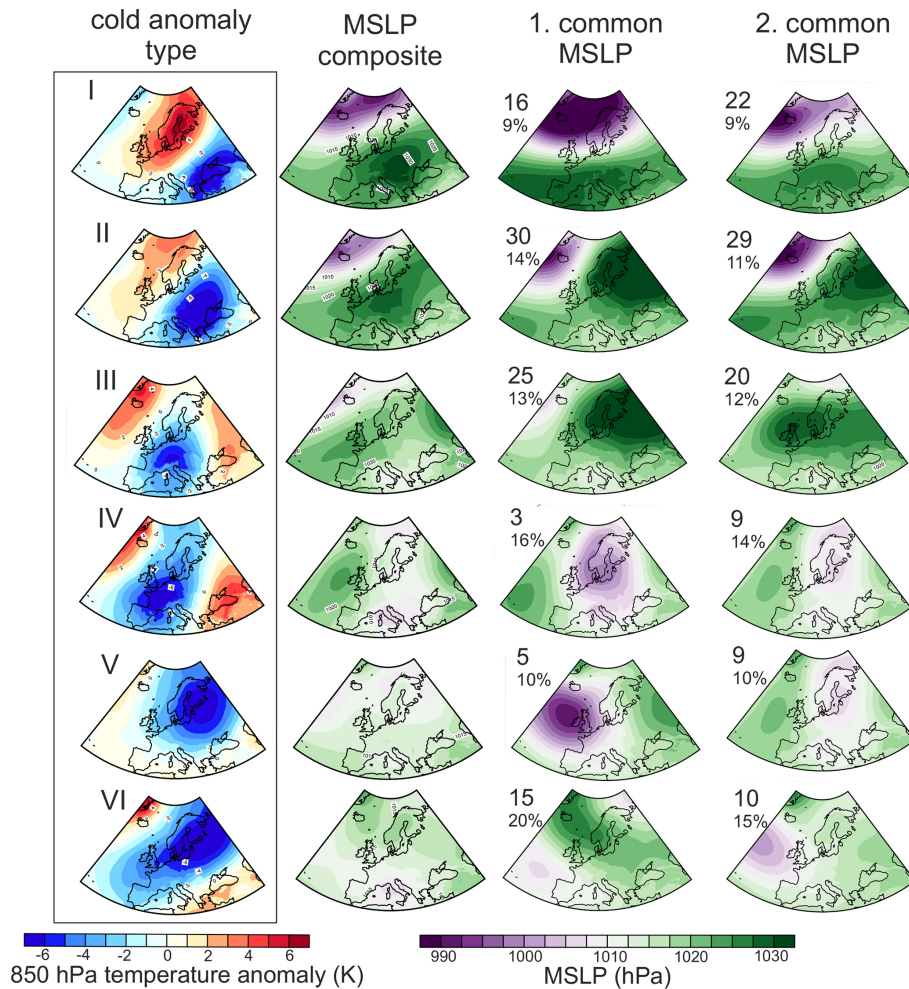 cold anomaly
type
MSLP
composite
1. common
MSLP
2. common
MSLP
I
16
9%
22
9%
II
30
14%
29
11%
III
25
13%
20
12%
IV
3
16%
9
14%
V
5
10%
9
10%
VI
15
20%
10
15%
-6 -4 -2 0 2 4 6
850 hPa temperature anomaly (K)
990 1000 1010 1020 1030
MSLP (hPa)